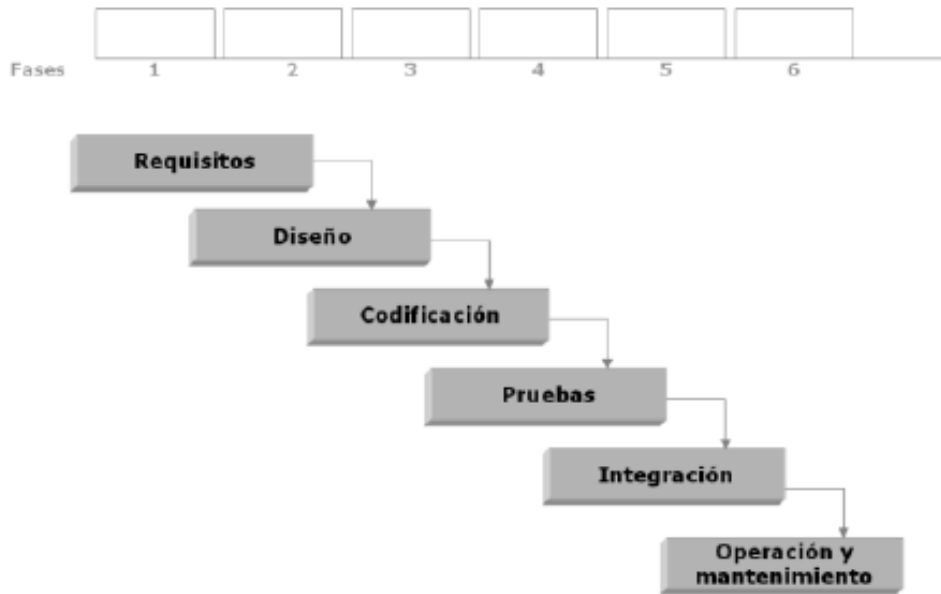 Fases 1 2 3 4 5 6
Requisitos
Diseño
Codificación
Pruebas
Integración
Operación y
mantenimiento